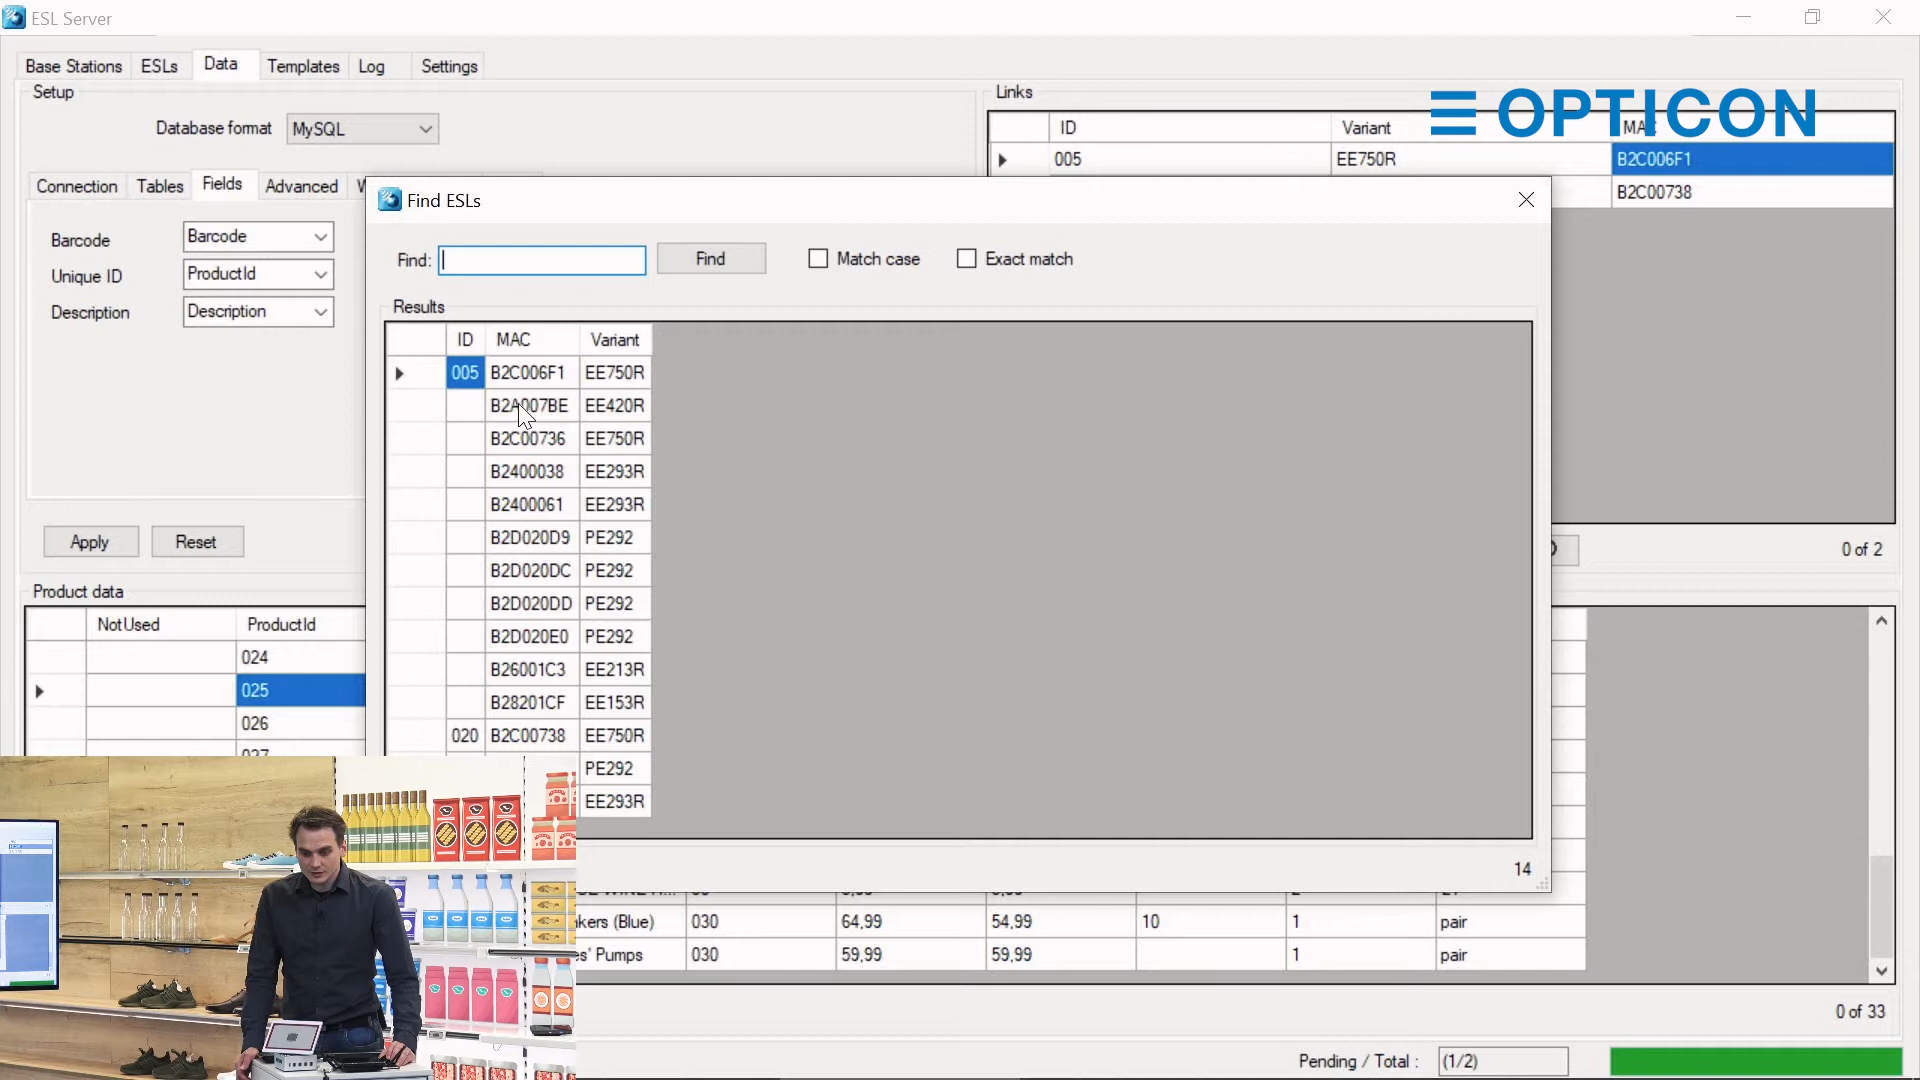 ESL Server
Base Stations ESLs Data Templates Log Settings
Setup
Database format MySQL
Connection Tables Fields Advanced
Barcode Barcode
Unique ID ProductId
Description Description
Apply Reset
Links
OPTICON
ID Variant
005 EE750R B2C006F1
B2C00738
0 of 2
Find ESLs
Find: Find Match case Exact match
Results
ID MAC Variant
005 B2C006F1 EE750R
B2A007BE EE420R
B2C00736 EE750R
B2400038 EE293R
B2400061 EE293R
B2D020D9 PE292
B2D020DC PE292
B2D020DD PE292
B2D020E0 PE292
B26001C3 EE213R
B28201CF EE153R
020 B2C00738 EE750R
PE292
EE293R
14
Product data
NotUsed ProductId
024
025
026
kers (Blue) 030 64,99 54,99 10 1 pair
es' Pumps 030 59,99 59,99 1 pair
0 of 33
Pending / Total : (1/2)